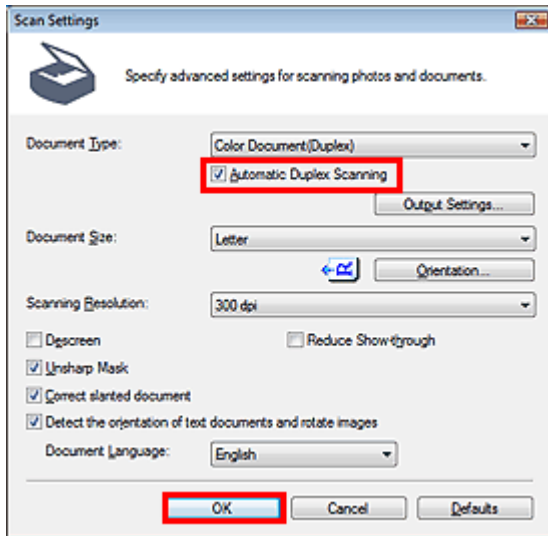 Scan Settings
Specify advanced settings for scanning photos and documents.
Document Type: Color Document(Duplex)
Automatic Duplex Scanning
Output Settings...
Document Size: Letter
R Orientation...
Scanning Resolution: 300 dpi
Descreen Reduce Show-through
Unsharp Mask
Correct slanted document
Detect the orientation of text documents and rotate images
Document Language: English
OK Cancel Defaults